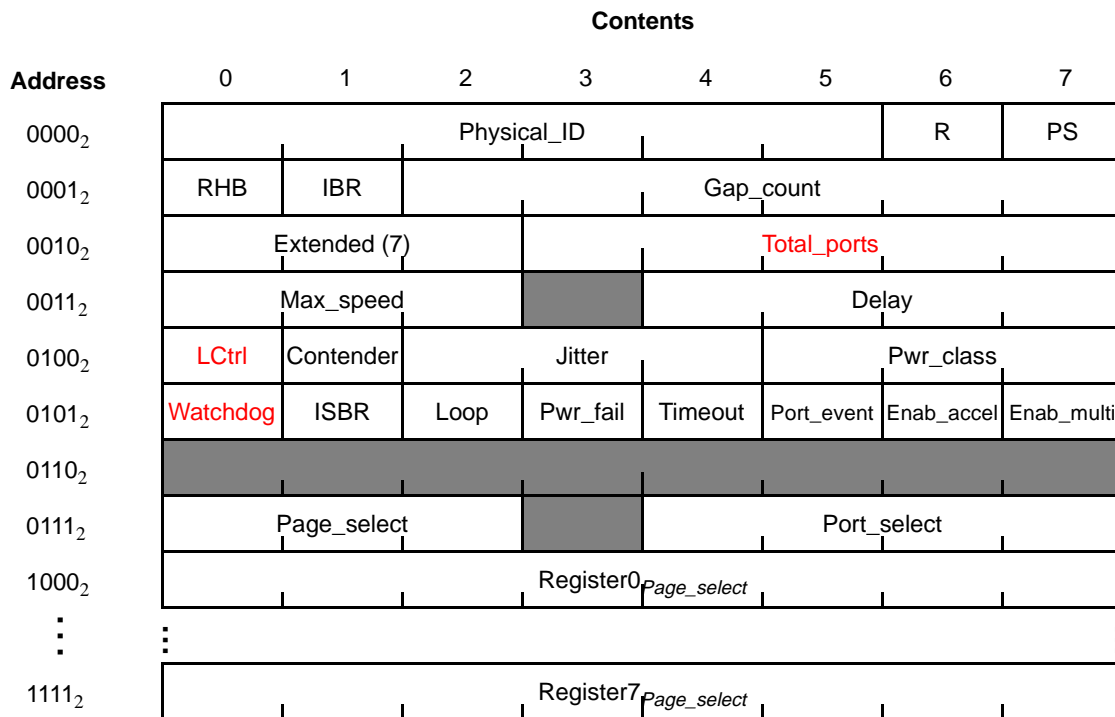 Contents
Address 0 1 2 3 4 5 6 7
0000₂ Physical_ID R PS
0001₂ RHB IBR Gap_count
0010₂ Extended (7) Total_ports
0011₂ Max_speed Delay
0100₂ LCtrl Contender Jitter Pwr_class
0101₂ Watchdog ISBR Loop Pwr_fail Timeout Port_event Enab_accel Enab_multi
0110₂
0111₂ Page_select Port_select
1000₂ Register0Page_select
1111₂ Register7Page_select